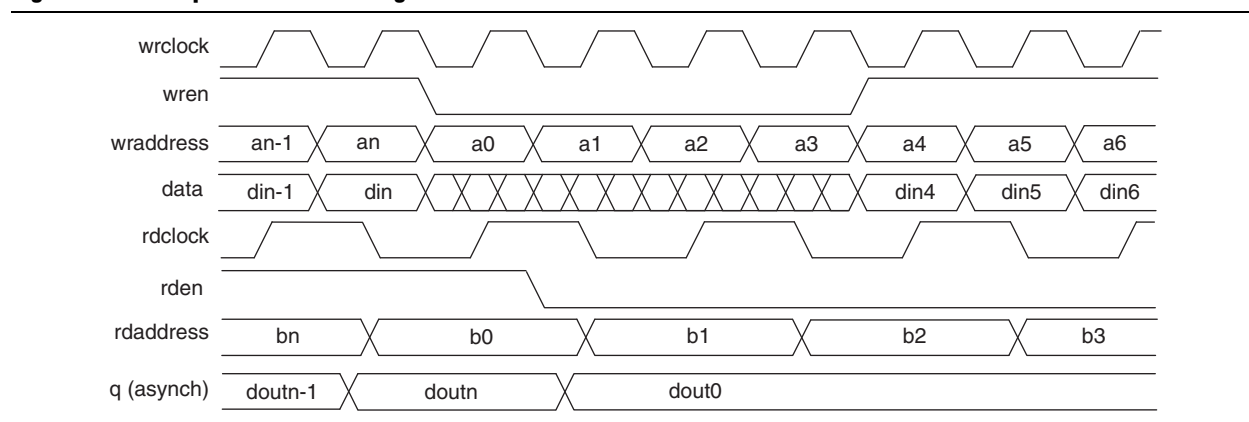 wrclock
wren
wraddress an-1 an a0 a1 a2 a3 a4 a5 a6
data din-1 din din4 din5 din6
rdclock
rden
rdaddress bn b0 b1 b2 b3
q (asynch) doutn-1 doutn dout0